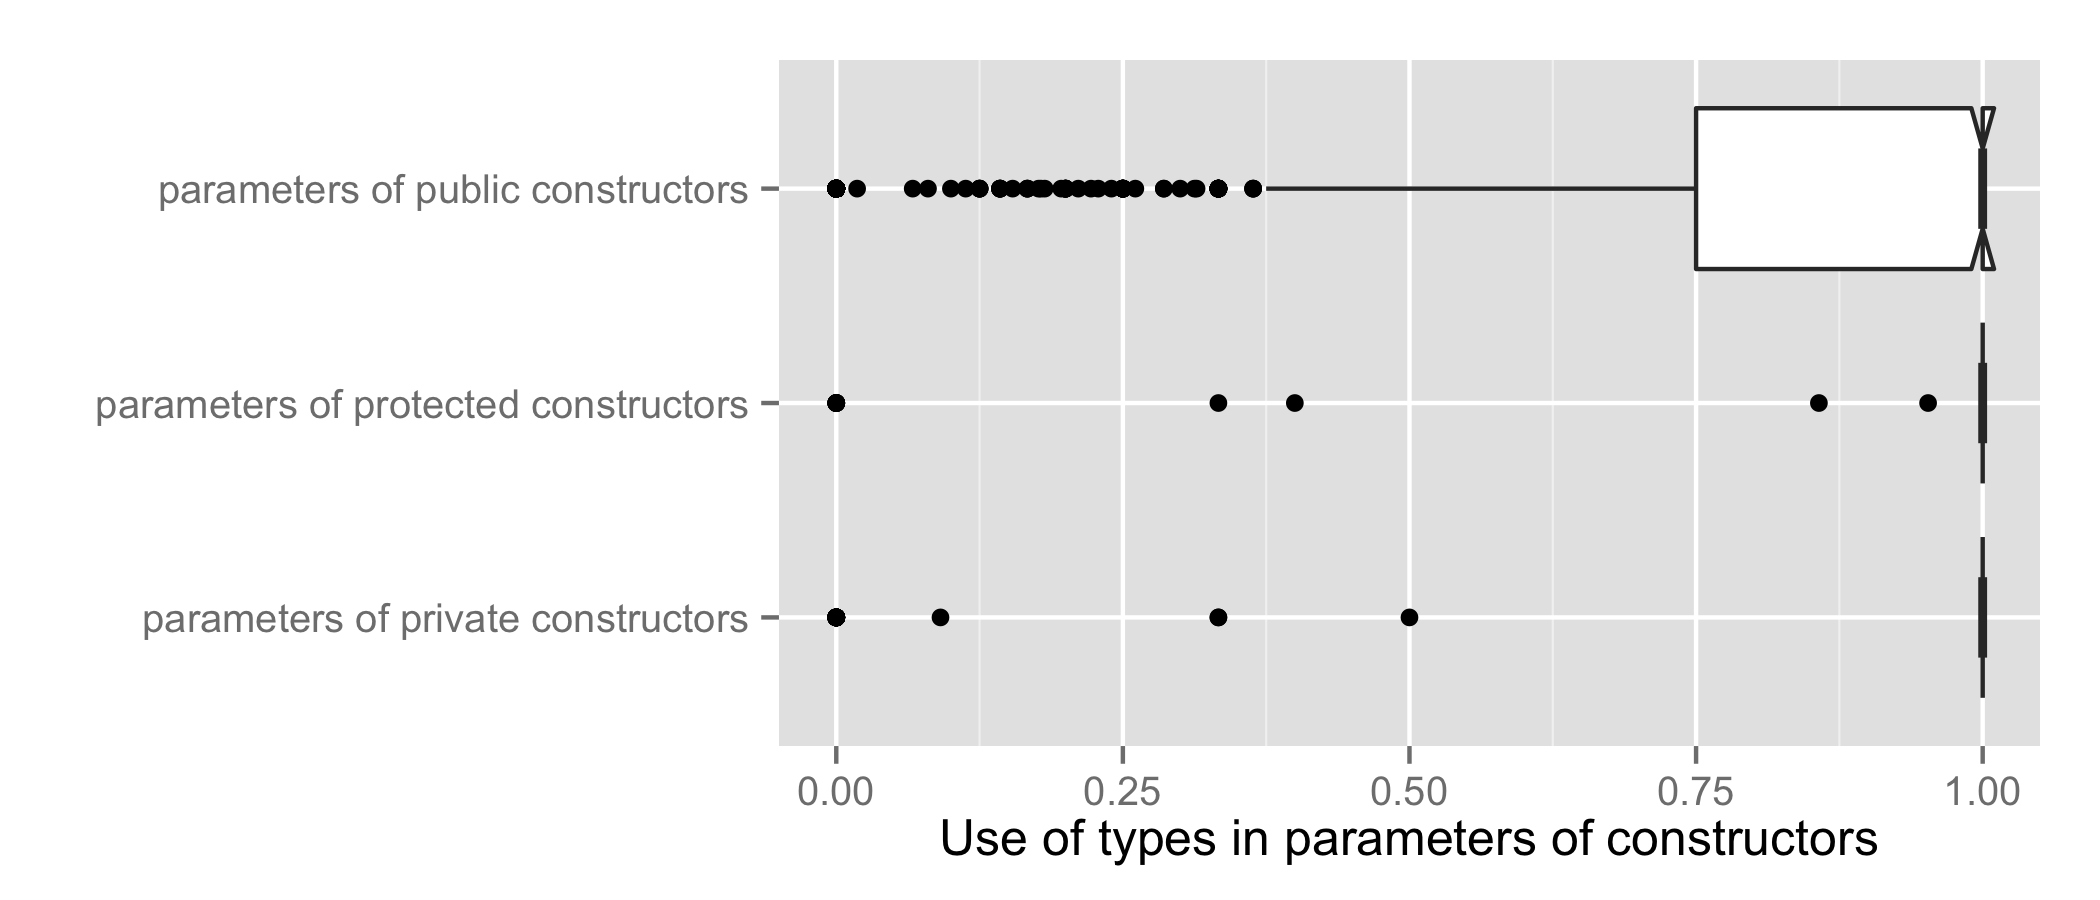 parameters of public constructors
parameters of protected constructors
parameters of private constructors
0.00 0.25 0.50 0.75 1.00
Use of types in parameters of constructors